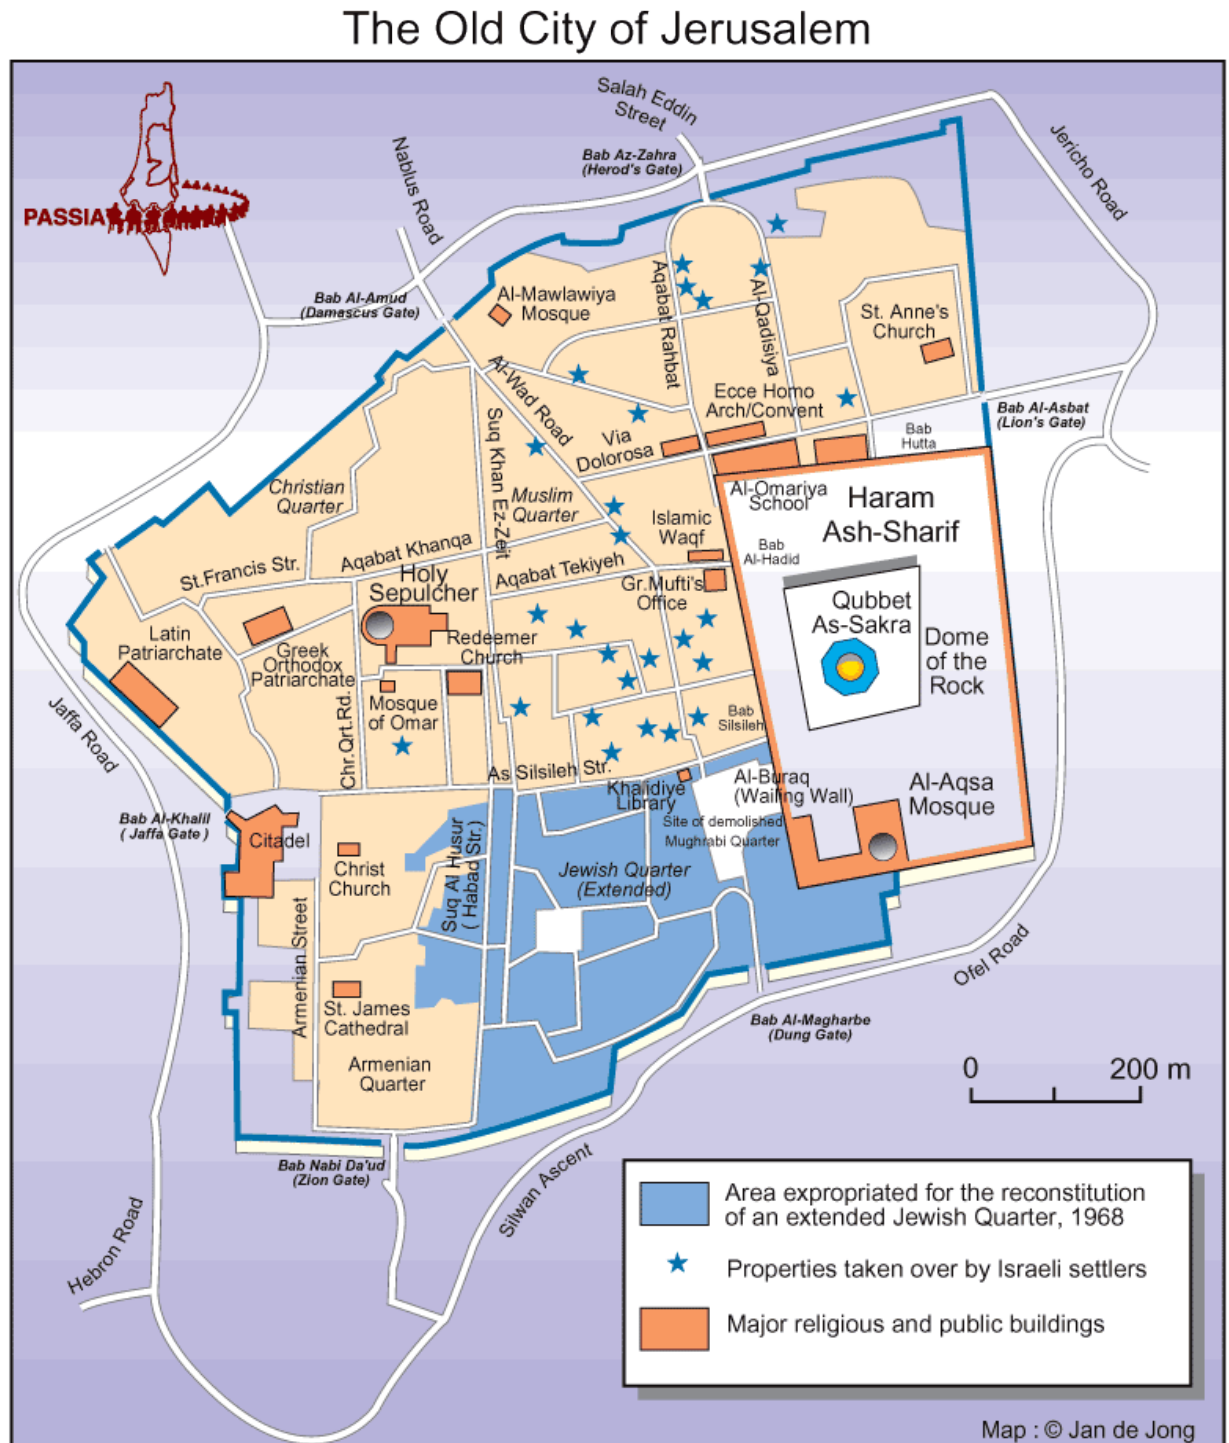 The Old City of Jerusalem
Salah Eddin
Street
Nablus Road
Bab Az-Zahra
(Herod's Gate)
Jericho Road
PASSIA
Bab Al-Amud
(Damascus Gate)
Al-Mawlawiya
Mosque
Aqabat Rahbat
Al-Qadisiya
St. Anne's
Church
Al-Wad Road
Ecce Homo
Arch/Convent
Bab Al-Asbat
(Lion's Gate)
Bab
Hutta
Via
Dolorosa
Suq Khan Ez-Zeit
Christian
Quarter
Muslim
Quarter
Al-Omariya
School
Haram
Ash-Sharif
Islamic
Waqf
Bab
Al-Hadid
Aqabat Khanqa
St.Francis Str.
Aqabat Tekiyeh
Holy
Sepulcher
Gr.Mufti's
Office
Qubbet
As-Sakra
Dome
of the
Rock
Latin
Patriarchate
Greek
Orthodox
Patriarchate
Redeemer
Church
Mosque
of Omar
Chr.Qrt.Rd.
Jaffa Road
Bab
Silsileh
As Silsileh Str.
Khalidiye
Library
Al-Buraq
(Wailing Wall)
Al-Aqsa
Mosque
Site of demolished
Mughrabi Quarter
Bab Al-Khalil
( Jaffa Gate )
Citadel
Christ
Church
Suq Al Husur
( Habad Str.)
Jewish Quarter
(Extended)
Armenian Street
St. James
Cathedral
Armenian
Quarter
Ofel Road
Bab Al-Magharbe
(Dung Gate)
0 200 m
Bab Nabi Da'ud
(Zion Gate)
Silwan Ascent
Hebron Road
Area expropriated for the reconstitution
of an extended Jewish Quarter, 1968
Properties taken over by Israeli settlers
Major religious and public buildings
Map : © Jan de Jong